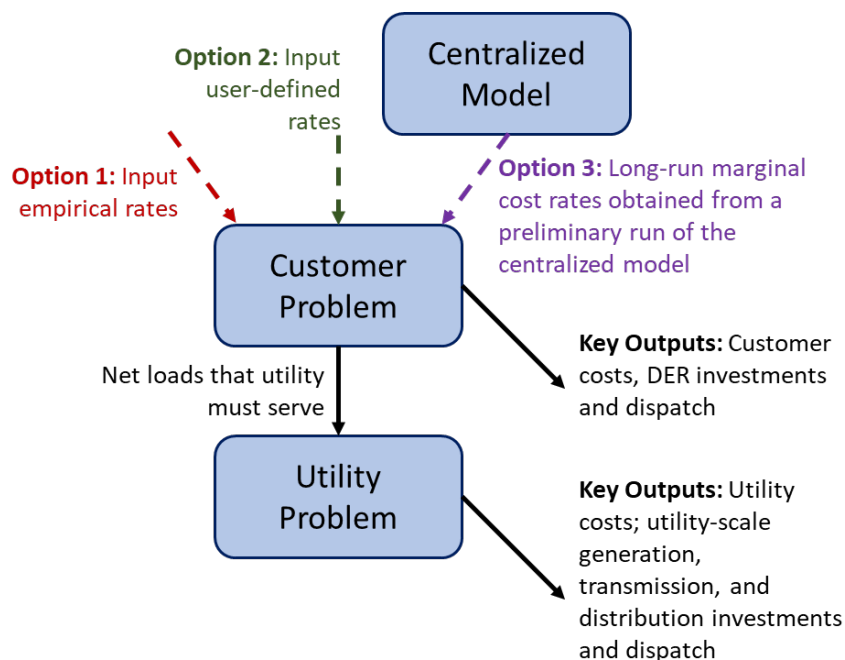 Centralized
Model
Option 2: Input
user-defined
rates
Option 1: Input
empirical rates
Option 3: Long-run marginal
cost rates obtained from a
preliminary run of the
centralized model
Customer
Problem
Key Outputs: Customer
costs, DER investments
and dispatch
Net loads that utility
must serve
Utility
Problem
Key Outputs: Utility
costs; utility-scale
generation,
transmission, and
distribution investments
and dispatch